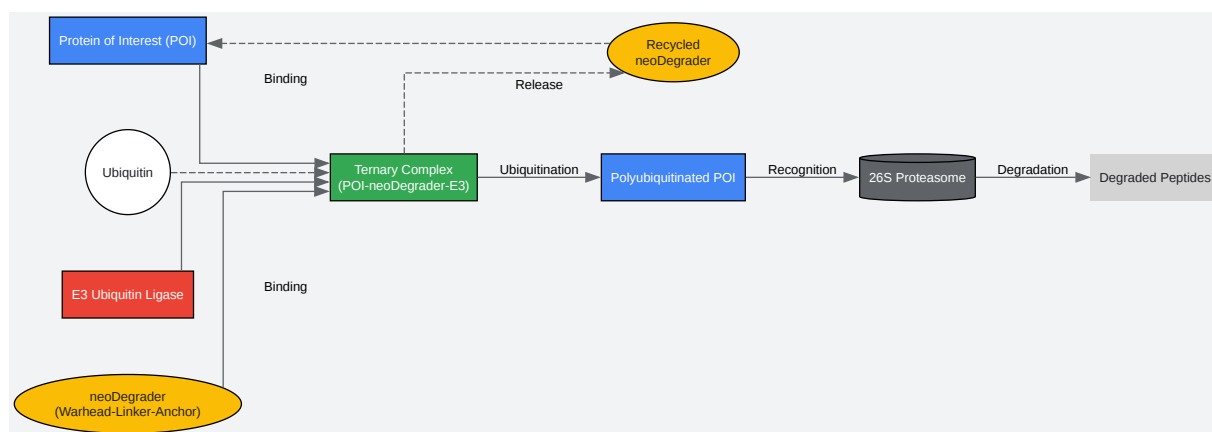 Protein of Interest (POI)
Recycled
neoDegrader
Binding
Release
Ubiquitin
Ternary Complex
(POI-neoDegrader-E3)
Ubiquitination
Polyubiquitinated POI
Recognition
26S Proteasome
Degradation
Degraded Peptides
E3 Ubiquitin Ligase
Binding
neoDegrader
(Warhead-Linker-Anchor)